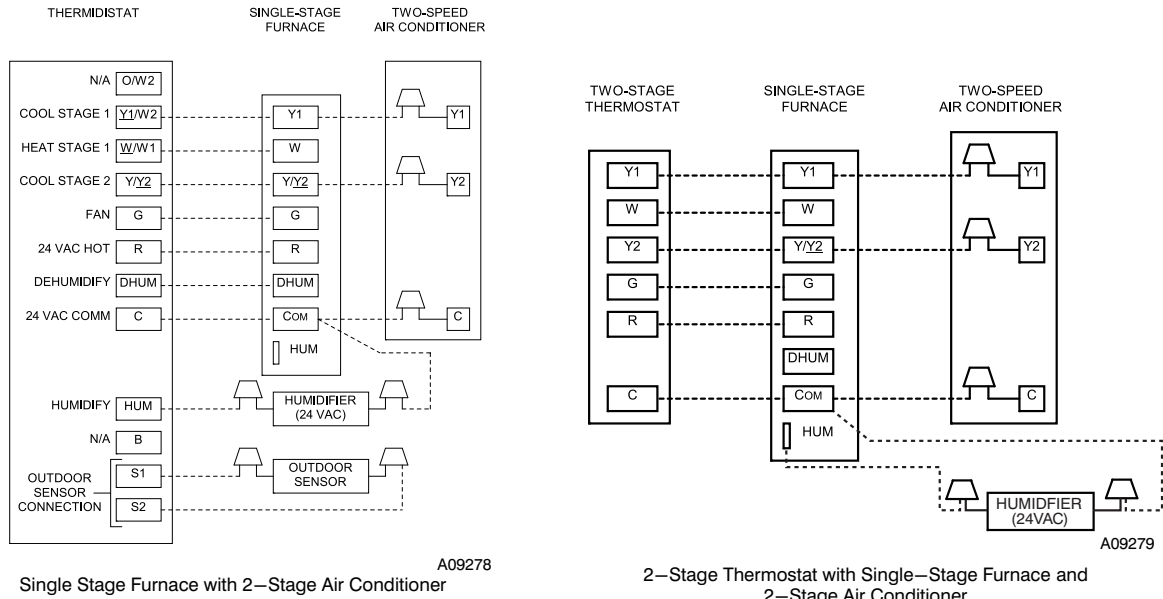 THERMIDISTAT
SINGLE-STAGE
FURNACE
TWO-SPEED
AIR CONDITIONER
N/A O/W2
COOL STAGE 1 Y1/W2 Y1 Y1
HEAT STAGE 1 W/W1 W
COOL STAGE 2 Y/Y2 Y/Y2 Y2
FAN G G
24 VAC HOT R R
DEHUMIDIFY DHUM DHUM
24 VAC COMM C COM C
HUM
HUMIDIFY HUM HUMIDIFIER
(24 VAC)
N/A B
OUTDOOR
SENSOR
CONNECTION
S1
S2
OUTDOOR
SENSOR
A09278
Single Stage Furnace with 2–Stage Air Conditioner
TWO-STAGE
THERMOSTAT
SINGLE-STAGE
FURNACE
TWO-SPEED
AIR CONDITIONER
Y1 Y1 Y1
W W
Y2 Y/Y2 Y2
G G
R R
DHUM
C COM C
HUM
HUMIDFIER
(24VAC)
A09279
2–Stage Thermostat with Single–Stage Furnace and
2–Stage Air Conditioner